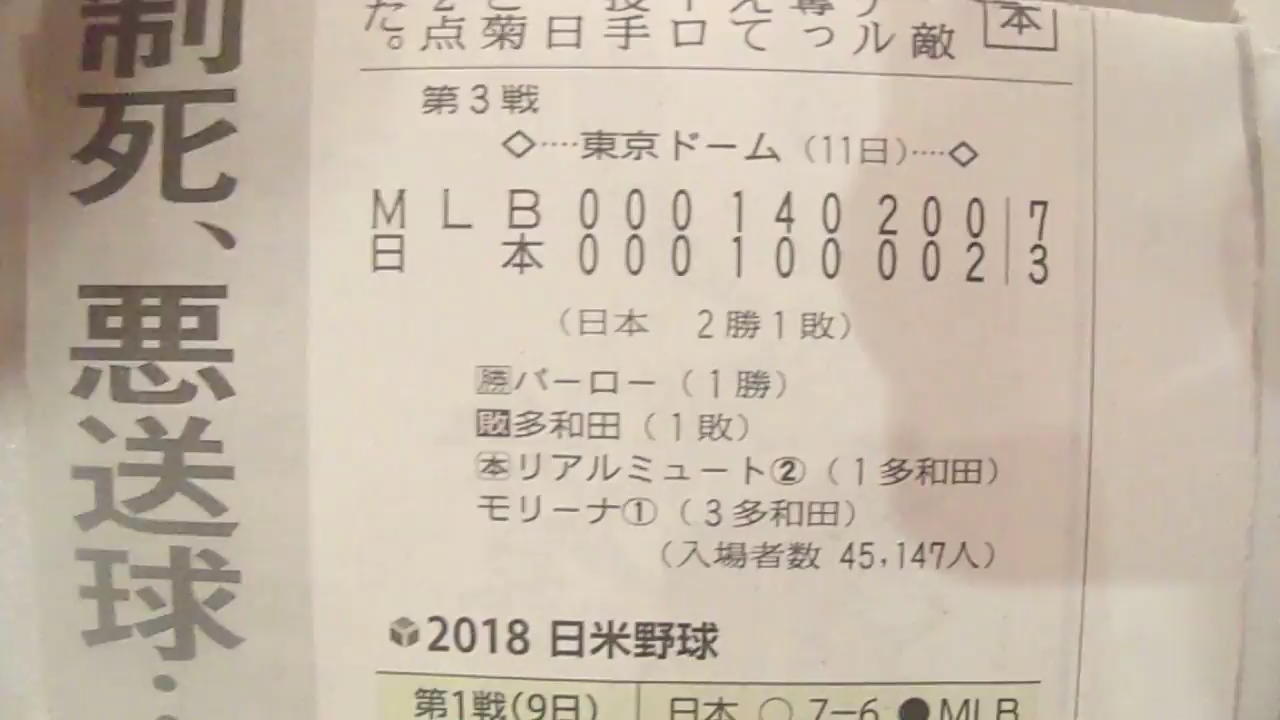 制死、悪送球…
本
敵
ル
っ
て
ロ
手
日
菊
点
た。
第3戦
◇‥‥東京ドーム（11日）‥‥◇
MLB 000 140 200|7
日本 000 100 002|3
（日本　2勝1敗）
勝バーロー（1勝）
敗多和田（1敗）
本リアルミュート②（1多和田）
モリーナ①（3多和田）
（入場者数 45,147人）
2018 日米野球
第1戦(9日) 日本 ○ 7−6 ●MLB